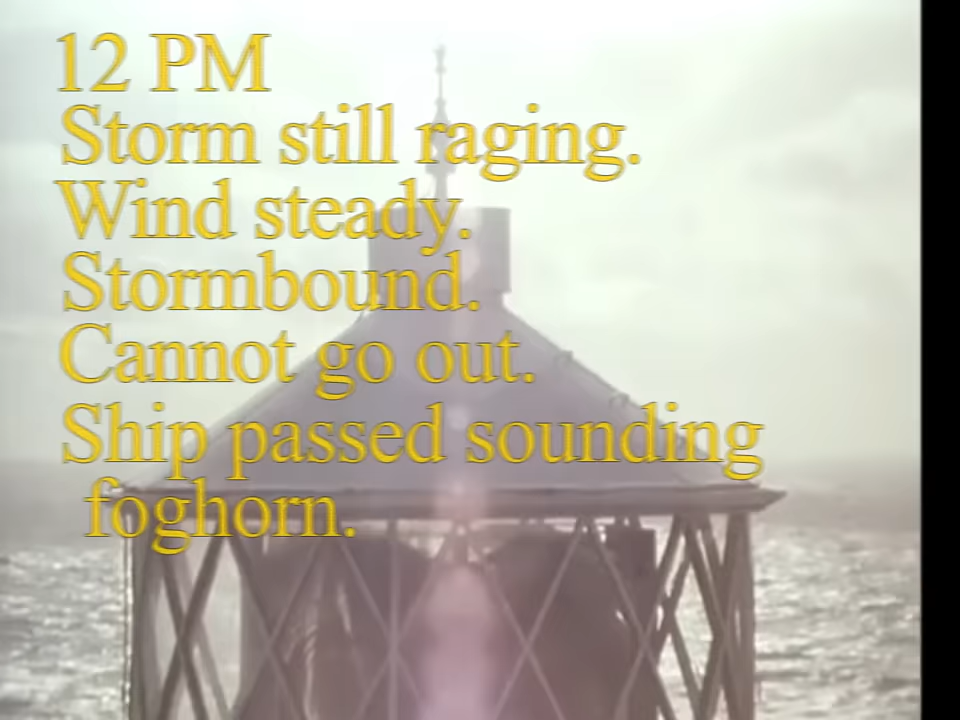 12 PM
Storm still raging.
Wind steady.
Stormbound.
Cannot go out.
Ship passed sounding
foghorn.